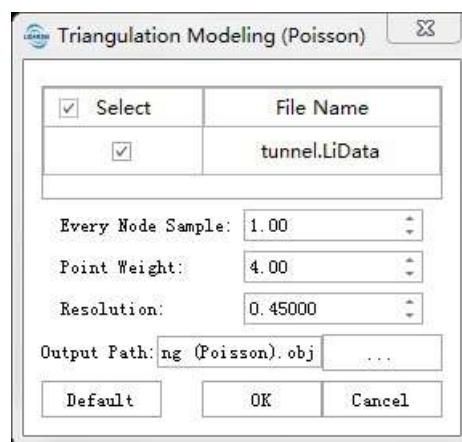 Triangulation Modeling (Poisson)
Select File Name
tunnel.LiData
Every Node Sample: 1.00
Point Weight: 4.00
Resolution: 0.45000
Output Path: ng (Poisson).obj ...
Default OK Cancel